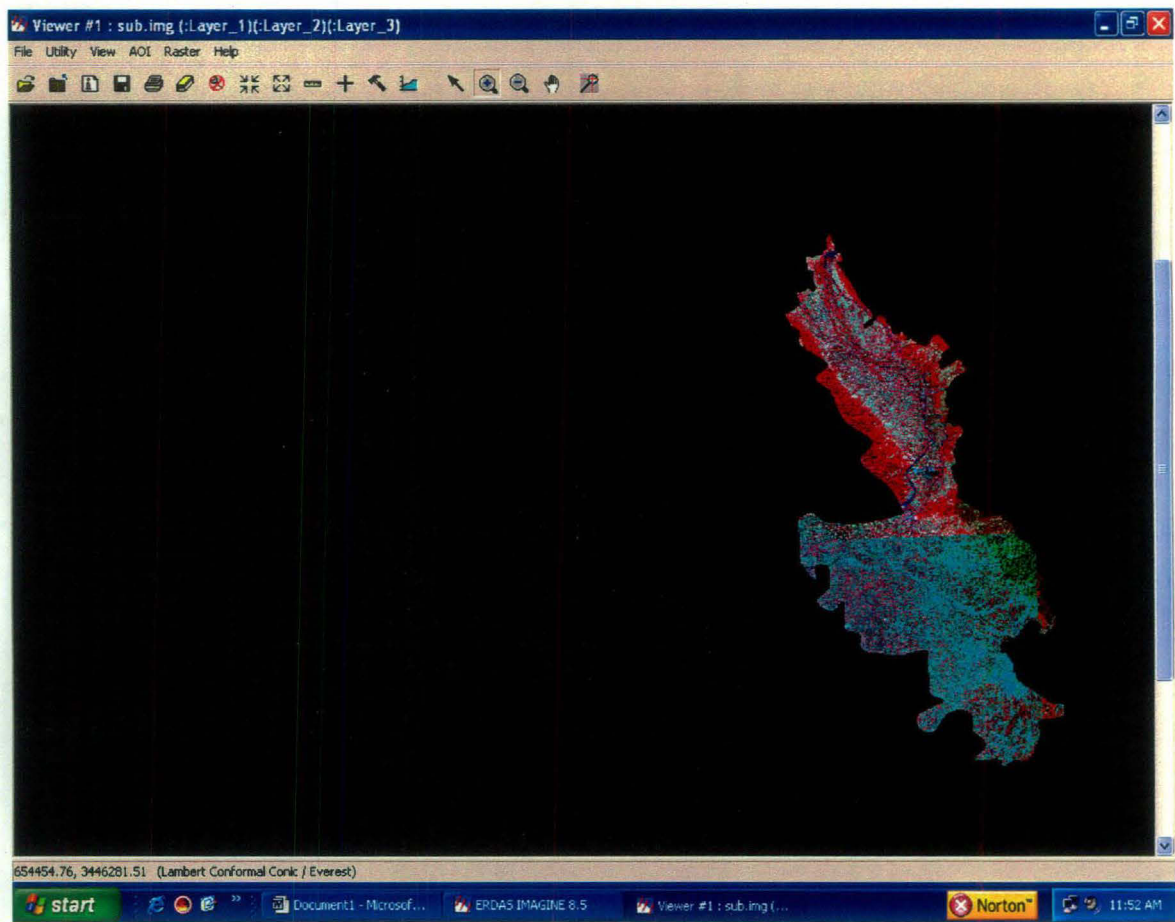 Viewer #1 : sub.img (:Layer_1)(:Layer_2)(:Layer_3)
File Utility View AOI Raster Help
654454.76, 3446281.51 (Lambert Conformal Conic / Everest)
start
Document1 - Microsof...
ERDAS IMAGINE 8.5
Viewer #1 : sub.img (...
Norton™
11:52 AM